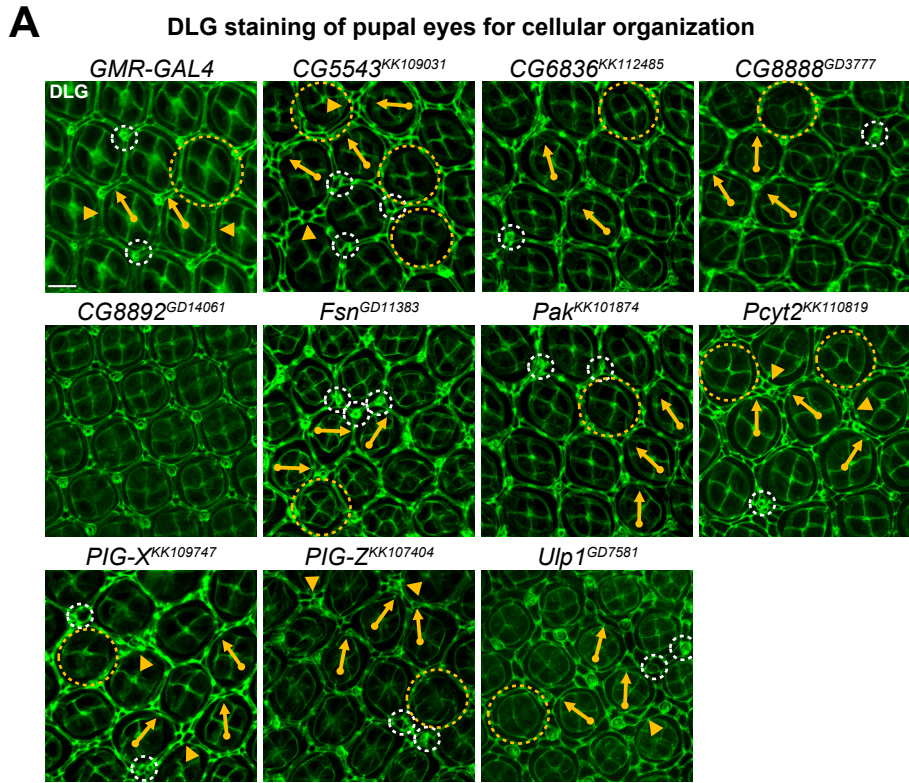 A DLG staining of pupal eyes for cellular organization
GMR-GAL4 CG5543KK109031 CG6836KK112485 CG8888GD3777
DLG
CG8892GD14061 FsnGD11383 PakKK101874 Pcyt2KK110819
PIG-XKK109747 PIG-ZKK107404 Ulp1GD7581